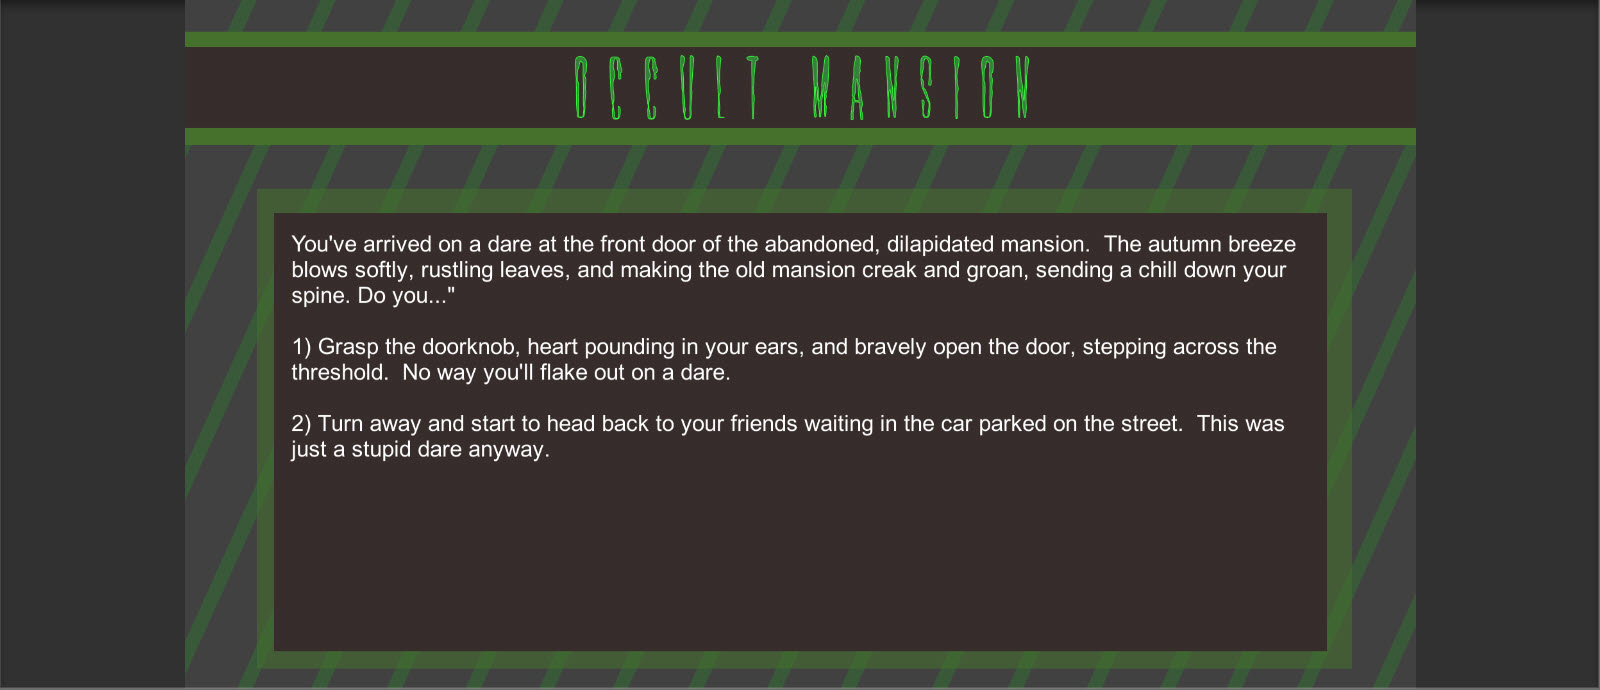 OCCULT MANSION
You've arrived on a dare at the front door of the abandoned, dilapidated mansion.  The autumn breeze
blows softly, rustling leaves, and making the old mansion creak and groan, sending a chill down your
spine. Do you..."
1) Grasp the doorknob, heart pounding in your ears, and bravely open the door, stepping across the
threshold.  No way you'll flake out on a dare.
2) Turn away and start to head back to your friends waiting in the car parked on the street.  This was
just a stupid dare anyway.